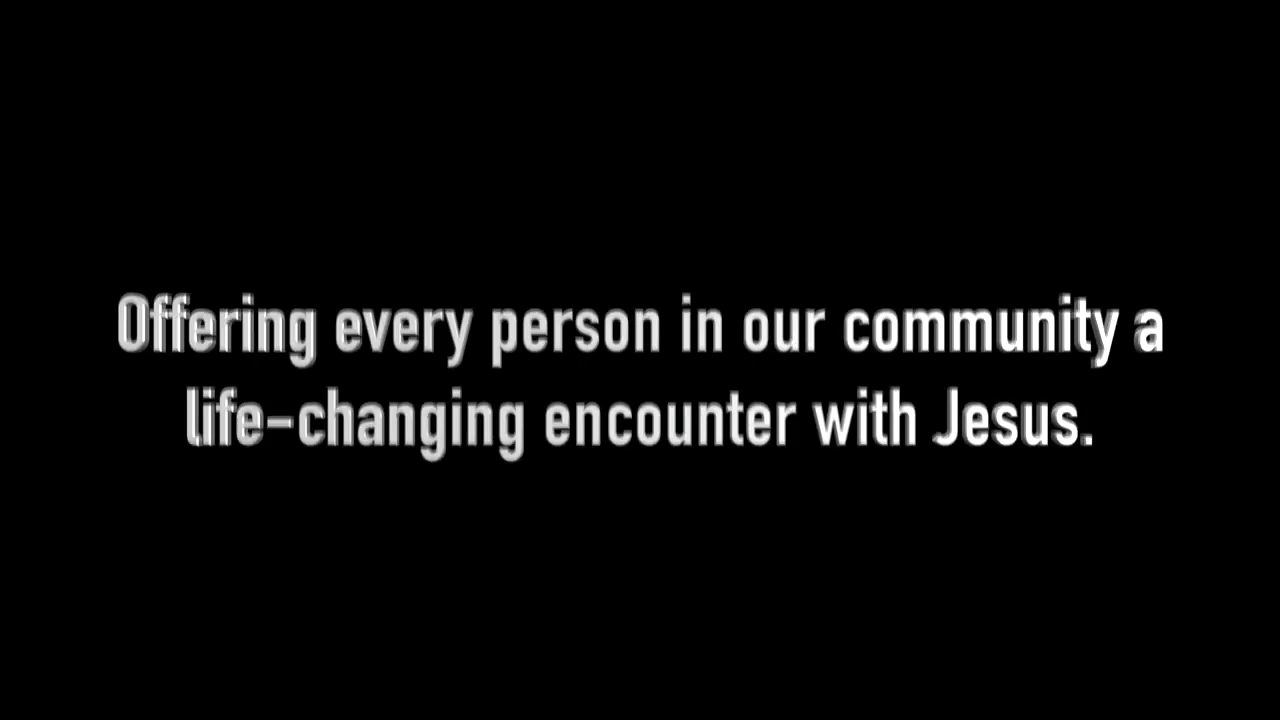 Offering every person in our community a
life-changing encounter with Jesus.